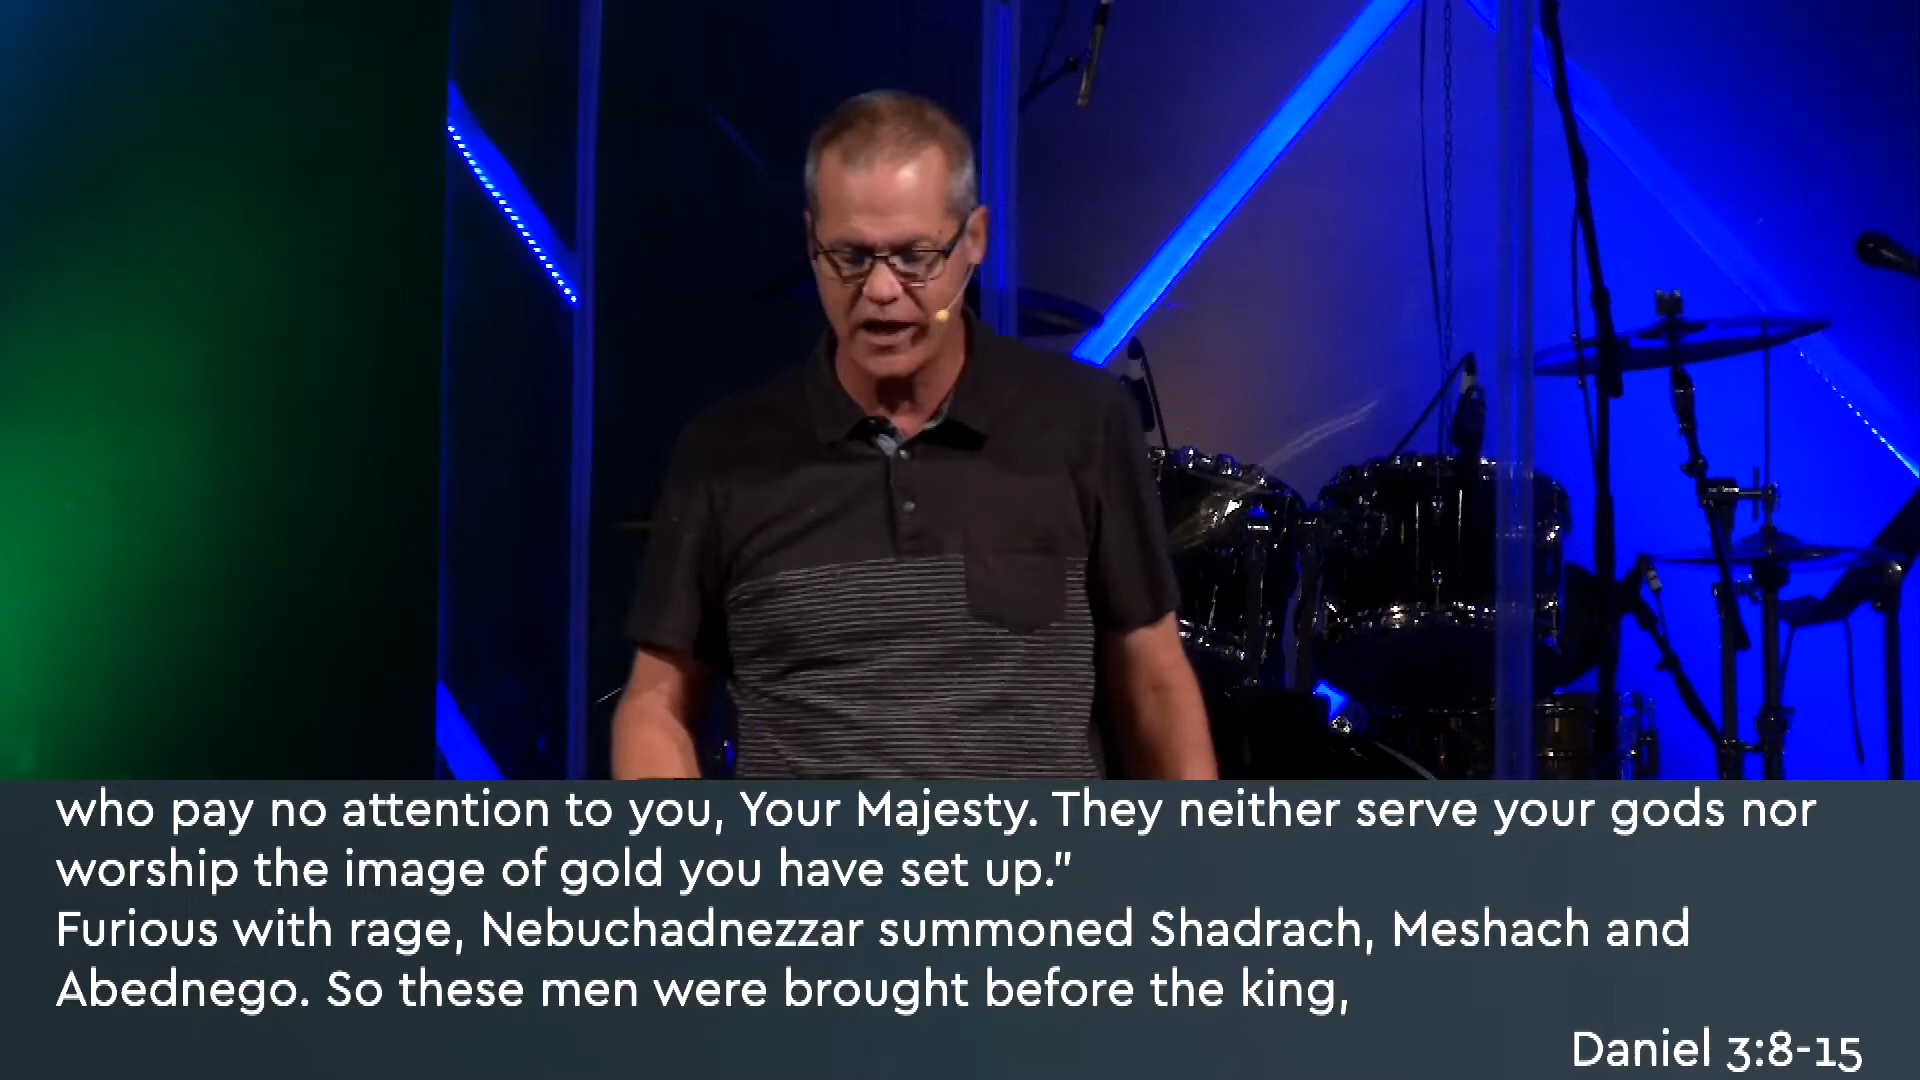 who pay no attention to you, Your Majesty. They neither serve your gods nor
worship the image of gold you have set up.”
Furious with rage, Nebuchadnezzar summoned Shadrach, Meshach and
Abednego. So these men were brought before the king,
Daniel 3:8-15